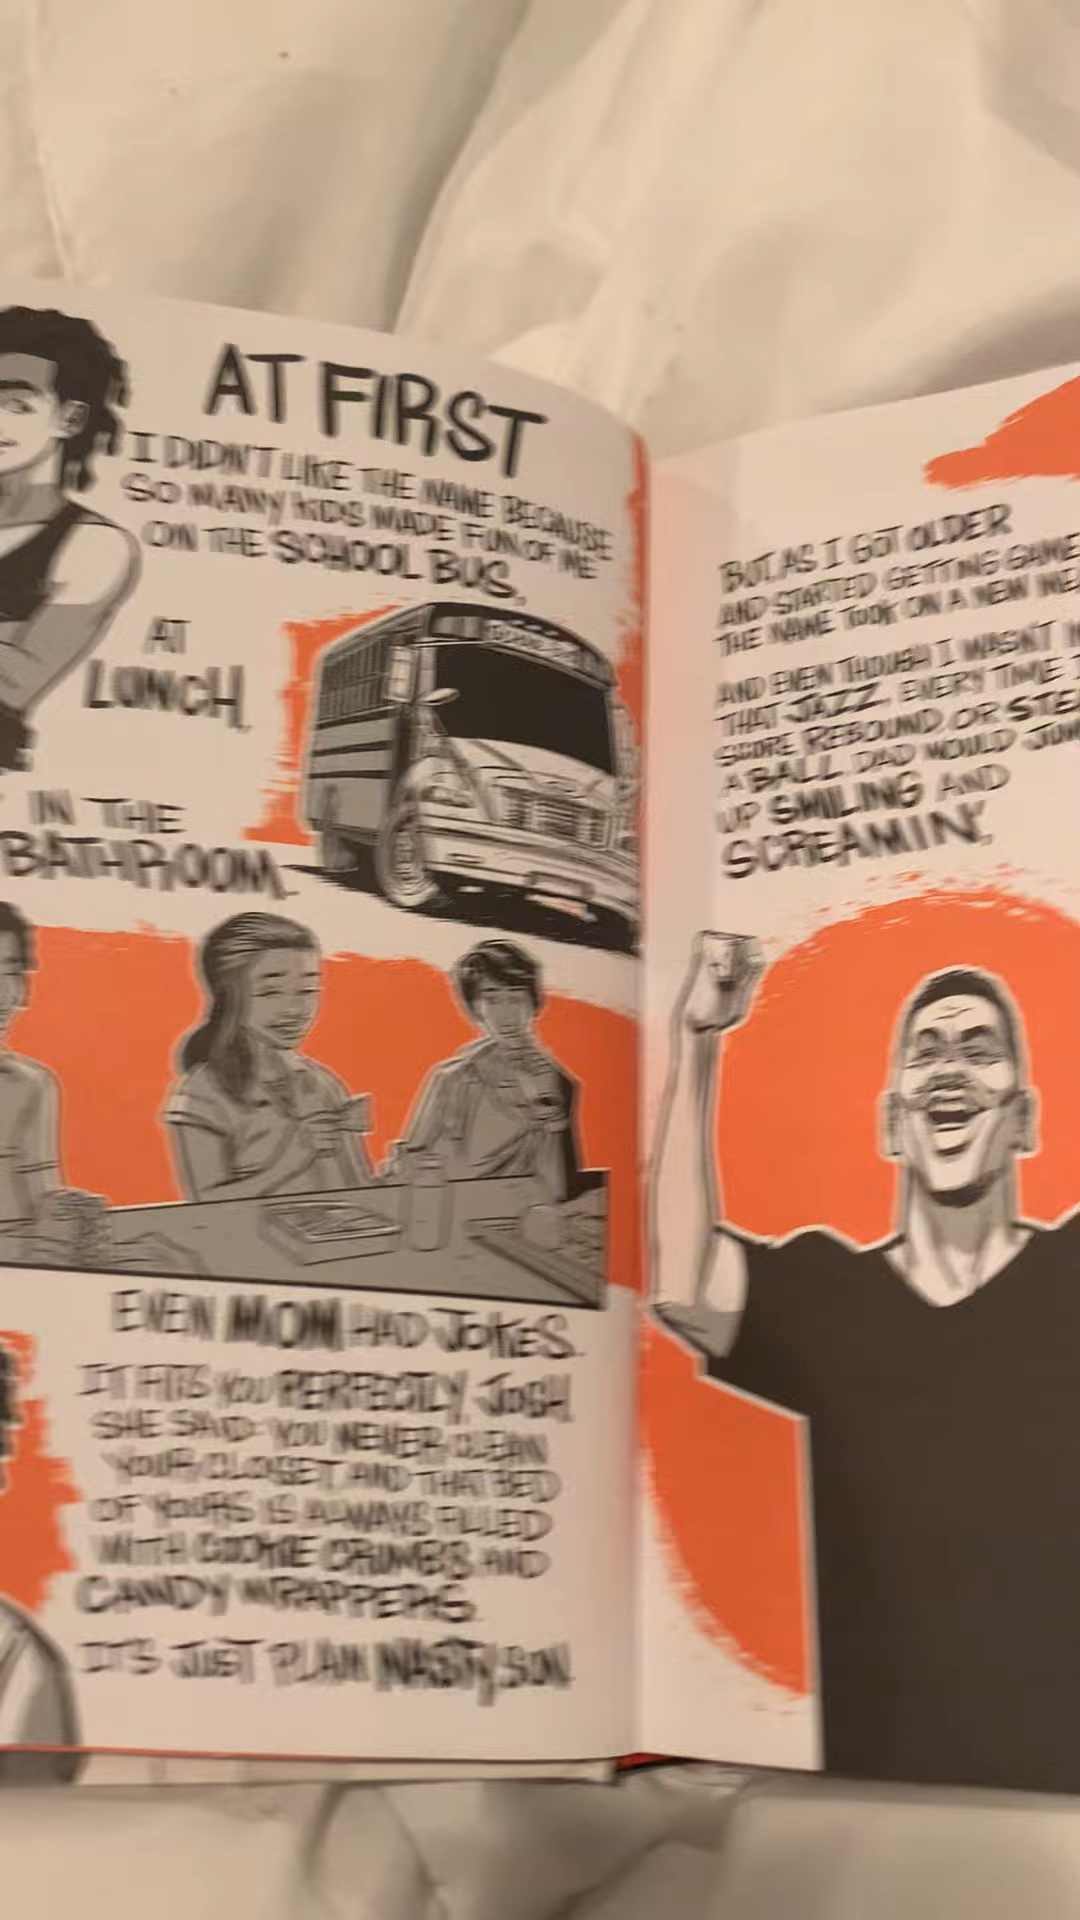 AT FIRST
I DIDN'T LIKE THE NAME BECAUSE
SO MANY KIDS MADE FUN OF ME
ON THE SCHOOL BUS,
AT
LUNCH,
IN THE
BATHROOM.
EVEN MOM HAD JOKES.
IT FITS YOU PERFECTLY, JOSH,
SHE SAID: YOU NEVER CLEAN
YOUR CLOSET, AND THAT BED
OF YOURS IS ALWAYS FILLED
WITH COOKIE CRUMBS AND
CANDY WRAPPERS.
IT'S JUST PLAIN NASTY, SON.
BUT, AS I GOT OLDER
AND STARTED GETTING GAME
THE NAME TOOK ON A NEW
AND EVEN THOUGH I WASN'T
THAT JAZZ, EVERY TIME I
SCORE, REBOUND, OR
A BALL, DAD WOULD
UP SMILING AND
SCREAMIN',